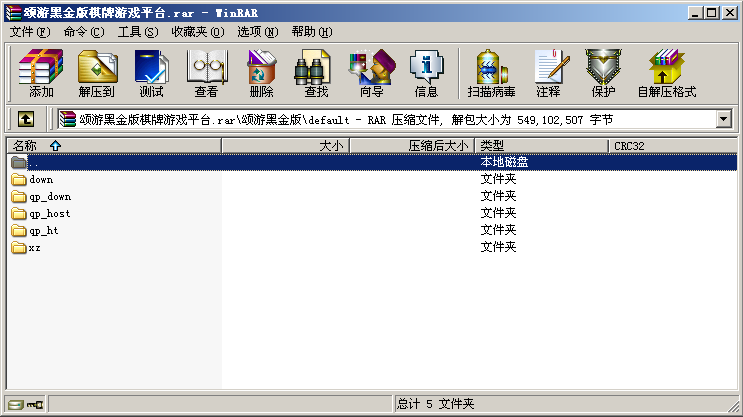 颂游黑金版棋牌游戏平台.rar - WinRAR
文件(F) 命令(C) 工具(S) 收藏夹(O) 选项(N) 帮助(H)
添加 解压到 测试 查看 删除 查找 向导 信息 扫描病毒 注释 保护 自解压格式
颂游黑金版棋牌游戏平台.rar\颂游黑金版\default - RAR 压缩文件, 解包大小为 549,102,507 字节
名称 大小 压缩后大小 类型 CRC32
.. 本地磁盘
down 文件夹
qp_down 文件夹
qp_host 文件夹
qp_ht 文件夹
xz 文件夹
总计 5 文件夹